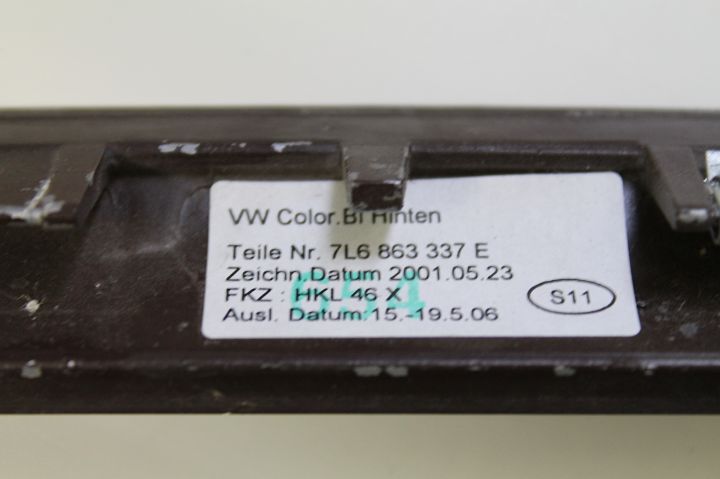 VW Color.Bl Hinten
Teile Nr. 7L6 863 337 E
Zeichn.Datum 2001.05.23
FKZ : HKL 46 X
Ausl. Datum:15.-19.5.06
S11
654